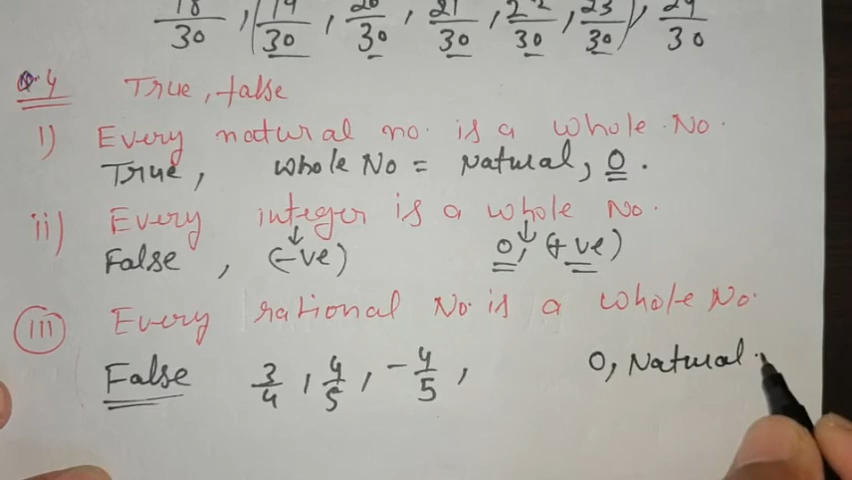 18/30, (19/30, 20/30, 21/30, 22/30, 23/30), 24/30
Q.4 True, false
i) Every natural no. is a whole No.
True, whole No = Natural, 0.
ii) Every integer is a whole No.
False, (-ve) 0, (+ve)
(iii) Every rational No. is a whole No.
False 3/4, 4/5, -4/5, 0, Natural.